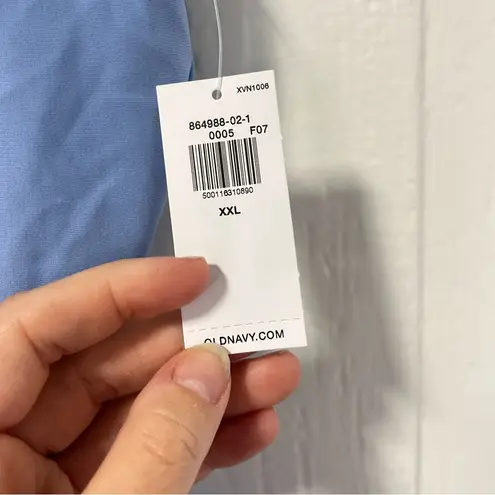 XVN1006
864988-02-1
0005 F07
500116310890
XXL
OLDNAVY.COM